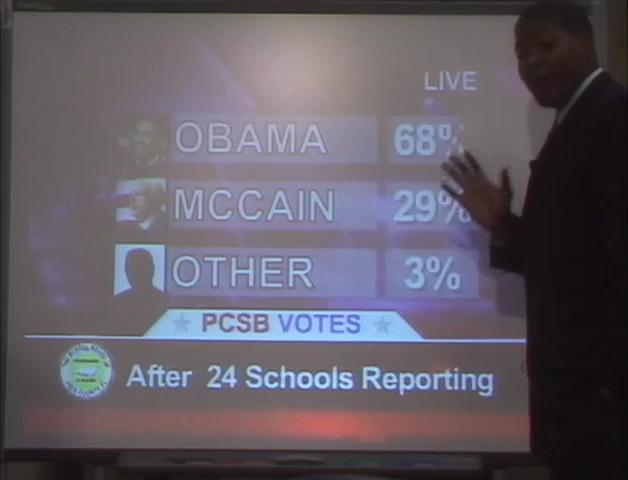 LIVE
OBAMA 68%
MCCAIN 29%
OTHER 3%
PCSB VOTES
After 24 Schools Reporting